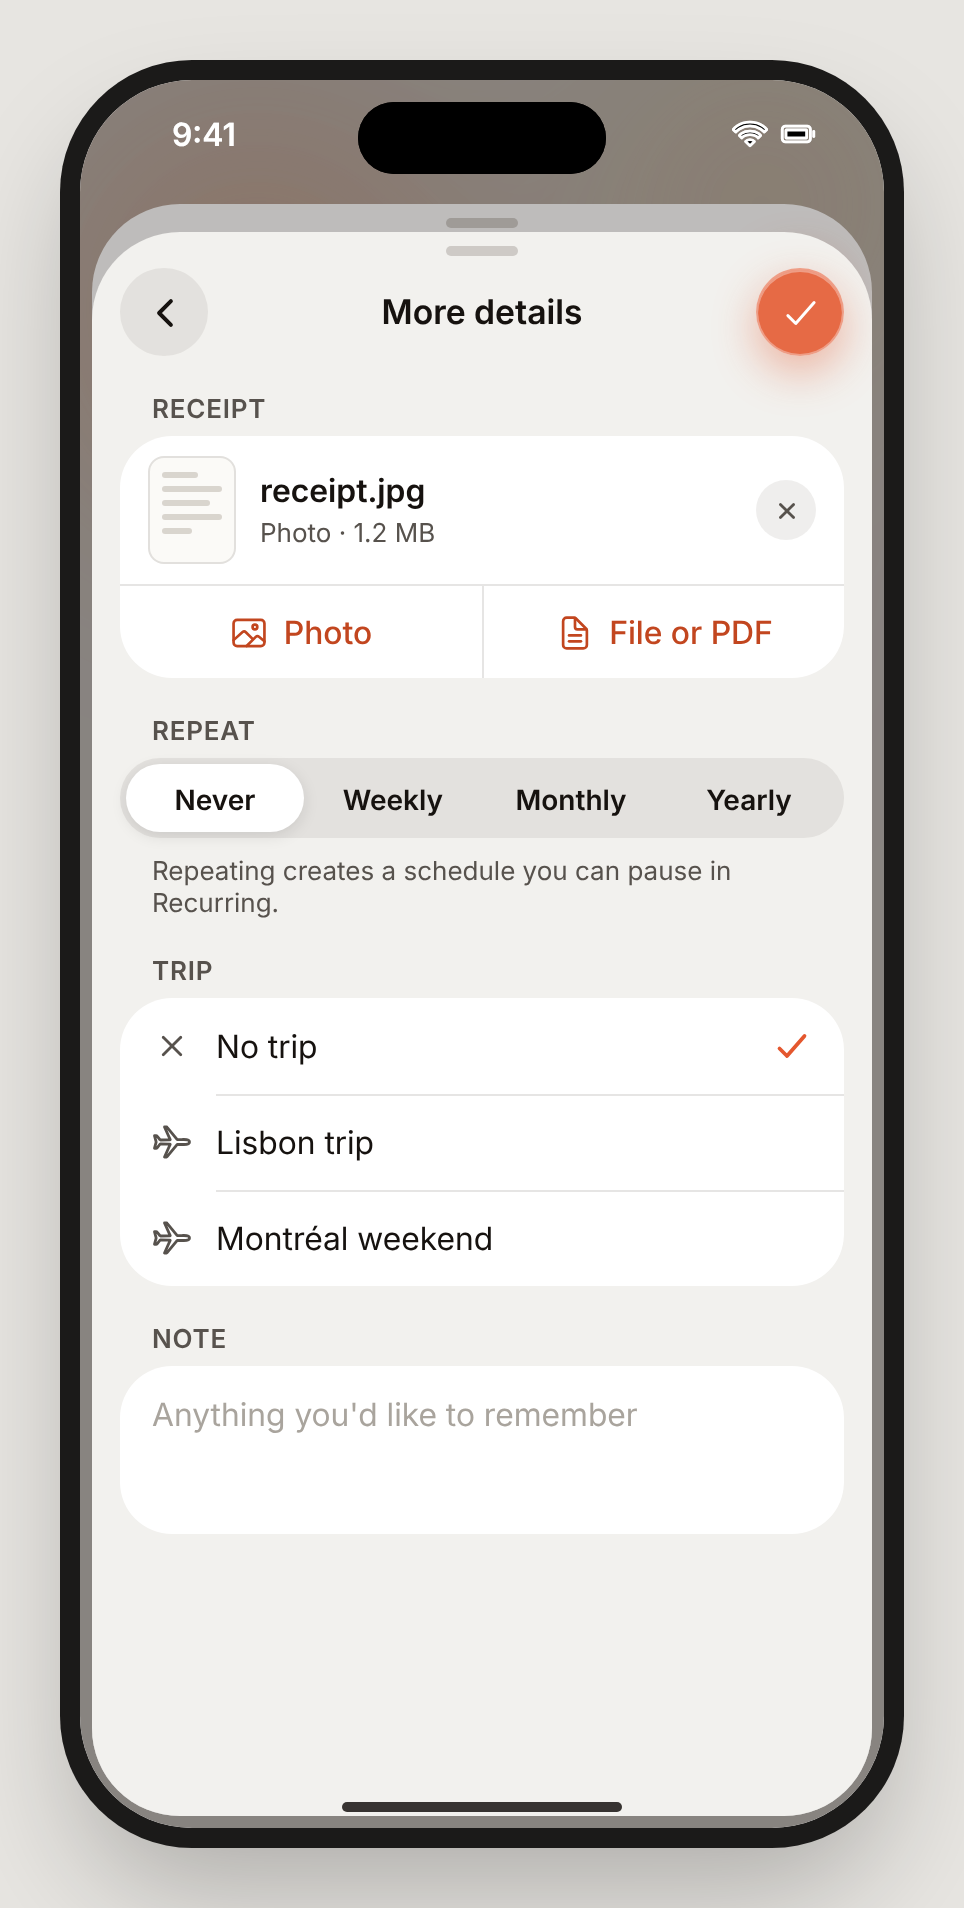 9:41
More details
RECEIPT
receipt.jpg
Photo · 1.2 MB
Photo
File or PDF
REPEAT
Never
Weekly
Monthly
Yearly
Repeating creates a schedule you can pause in
Recurring.
TRIP
No trip
Lisbon trip
Montréal weekend
NOTE
Anything you'd like to remember